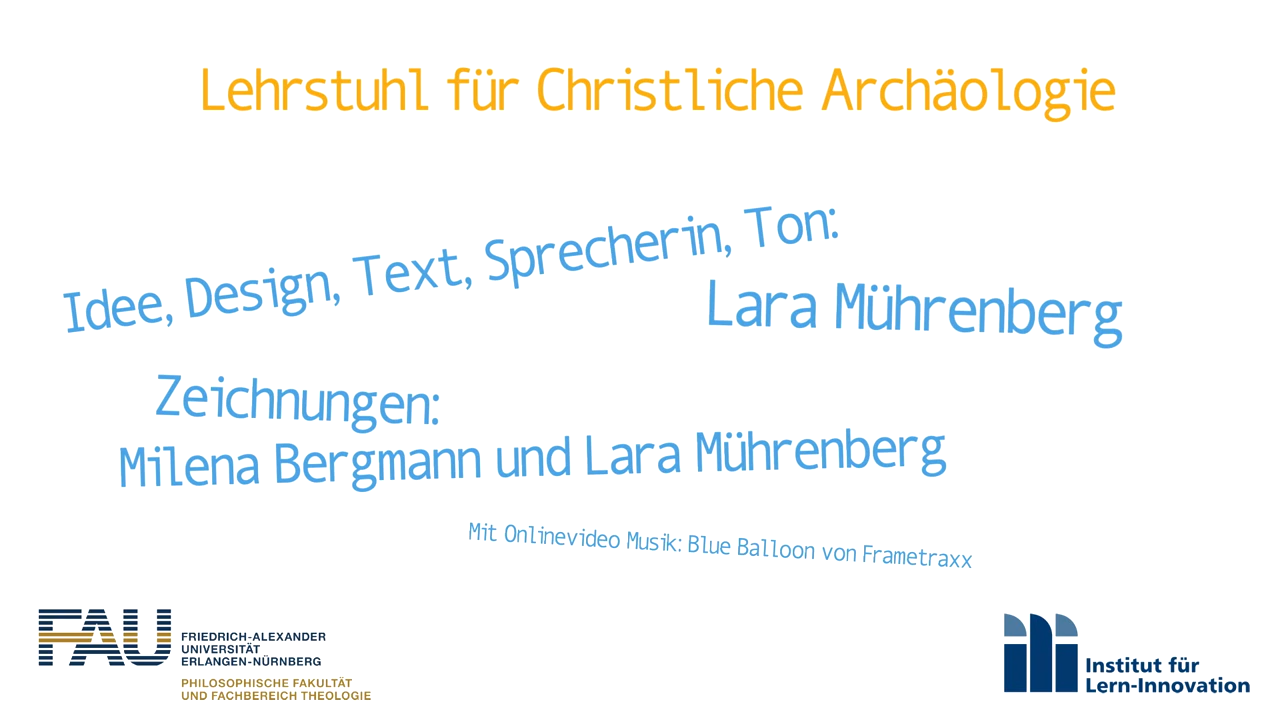 Lehrstuhl für Christliche Archäologie
Idee, Design, Text, Sprecherin, Ton:
Lara Mührenberg
Zeichnungen:
Milena Bergmann und Lara Mührenberg
Mit Onlinevideo Musik: Blue Balloon von Frametraxx
FAU
FRIEDRICH-ALEXANDER
UNIVERSITÄT
ERLANGEN-NÜRNBERG
PHILOSOPHISCHE FAKULTÄT
UND FACHBEREICH THEOLOGIE
Institut für
Lern-Innovation